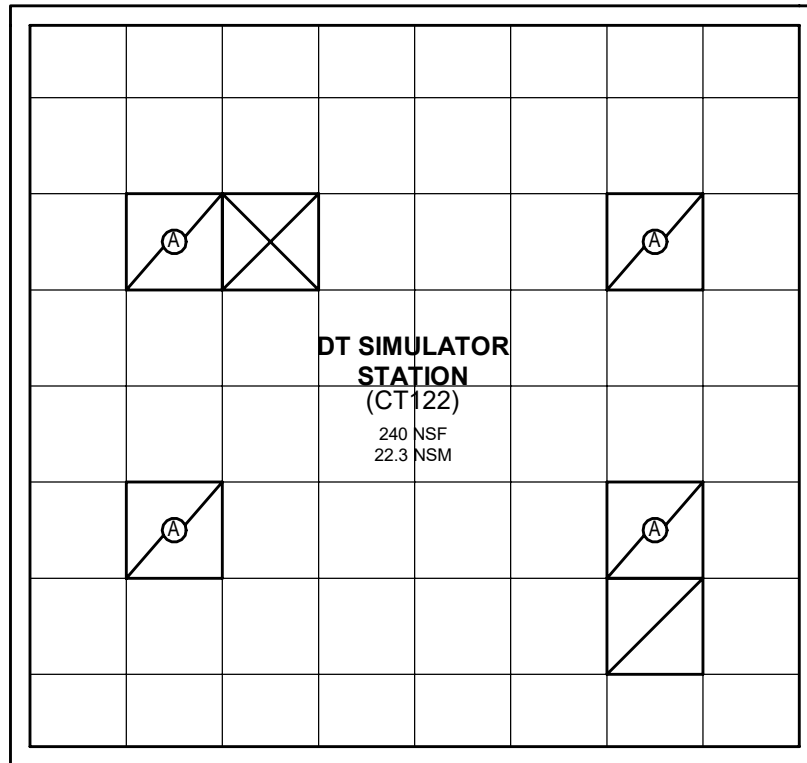 A
A
DT SIMULATOR
STATION
(CT122)
240 NSF
22.3 NSM
A
A